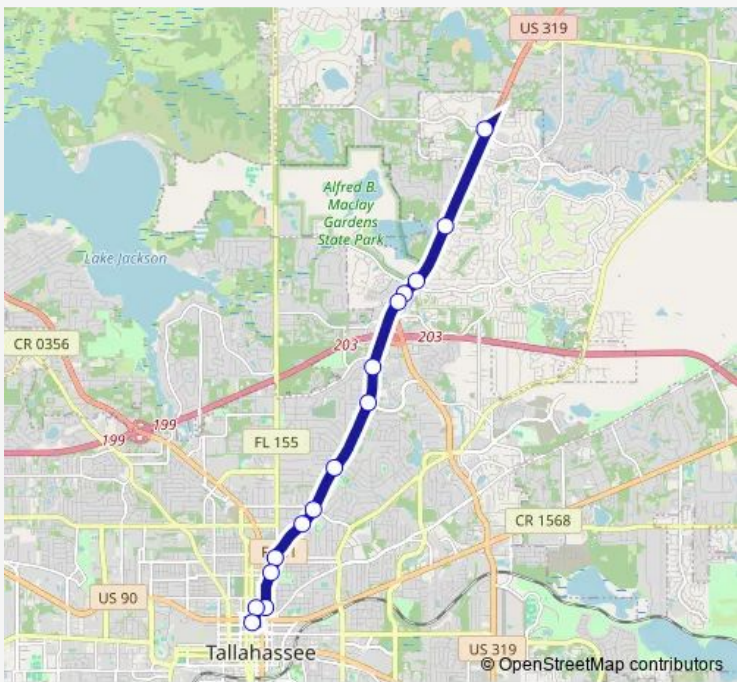 US 319
Alfred B.
Maclay
Gardens
State Park
Lake Jackson
CR 0356
203
203
199
199
FL 155
CR 1568
US 90
Tallahassee
US 319
© OpenStreetMap contributors